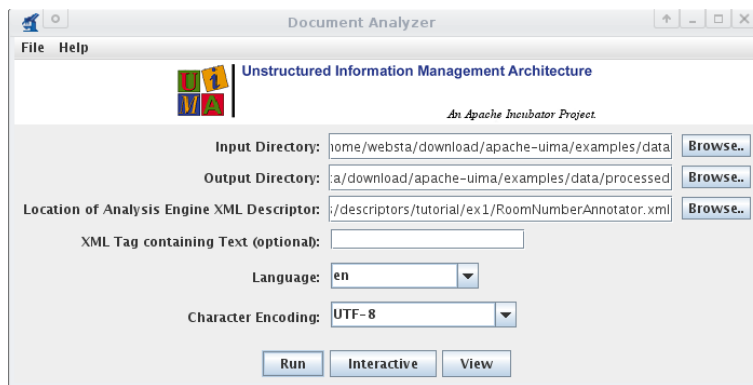 Document Analyzer
File Help
UiMA
Unstructured Information Management Architecture
An Apache Incubator Project.
Input Directory: home/websta/download/apache-uima/examples/data Browse..
Output Directory: :a/download/apache-uima/examples/data/processed Browse..
Location of Analysis Engine XML Descriptor: :/descriptors/tutorial/ex1/RoomNumberAnnotator.xml Browse..
XML Tag containing Text (optional):
Language: en
Character Encoding: UTF-8
Run Interactive View